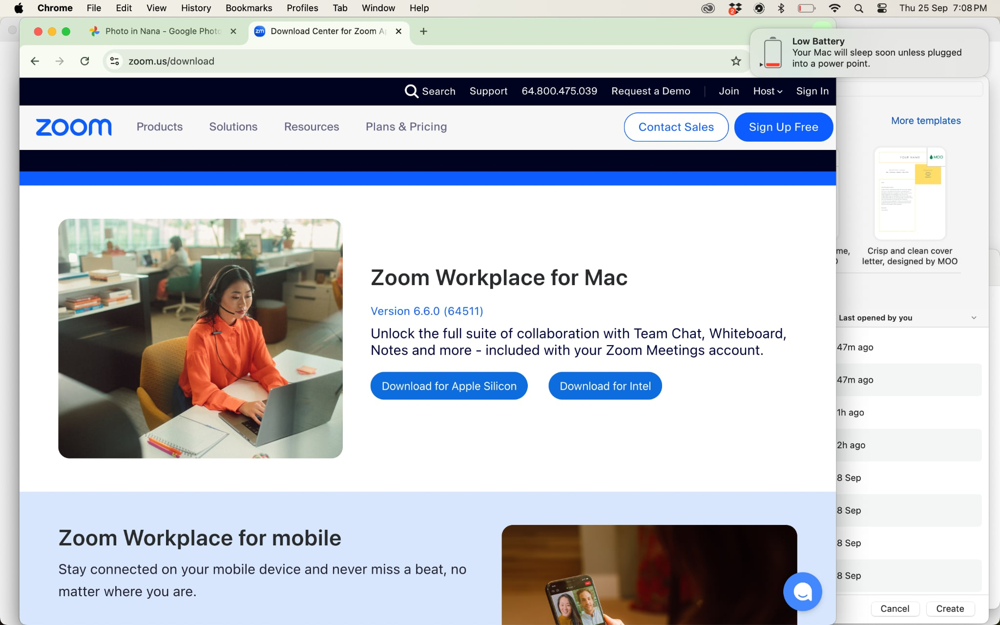 Chrome File Edit View History Bookmarks Profiles Tab Window Help
2
Thu 25 Sep 7:08 PM
Photo in Nana - Google Photo
zm
Download Center for Zoom Ap
Low Battery
Your Mac will sleep soon unless plugged
into a power point.
zoom.us/download
Search Support 64.800.475.039 Request a Demo Join Host Sign In
zoom
Products Solutions Resources Plans & Pricing
Contact Sales
Sign Up Free
More templates
YOUR NAME
MOO
me,
Crisp and clean cover
letter, designed by MOO
Zoom Workplace for Mac
Version 6.6.0 (64511)
Unlock the full suite of collaboration with Team Chat, Whiteboard,
Notes and more - included with your Zoom Meetings account.
Download for Apple Silicon
Download for Intel
Last opened by you
47m ago
47m ago
1h ago
2h ago
8 Sep
8 Sep
8 Sep
8 Sep
Zoom Workplace for mobile
Stay connected on your mobile device and never miss a beat, no
matter where you are.
Cancel
Create